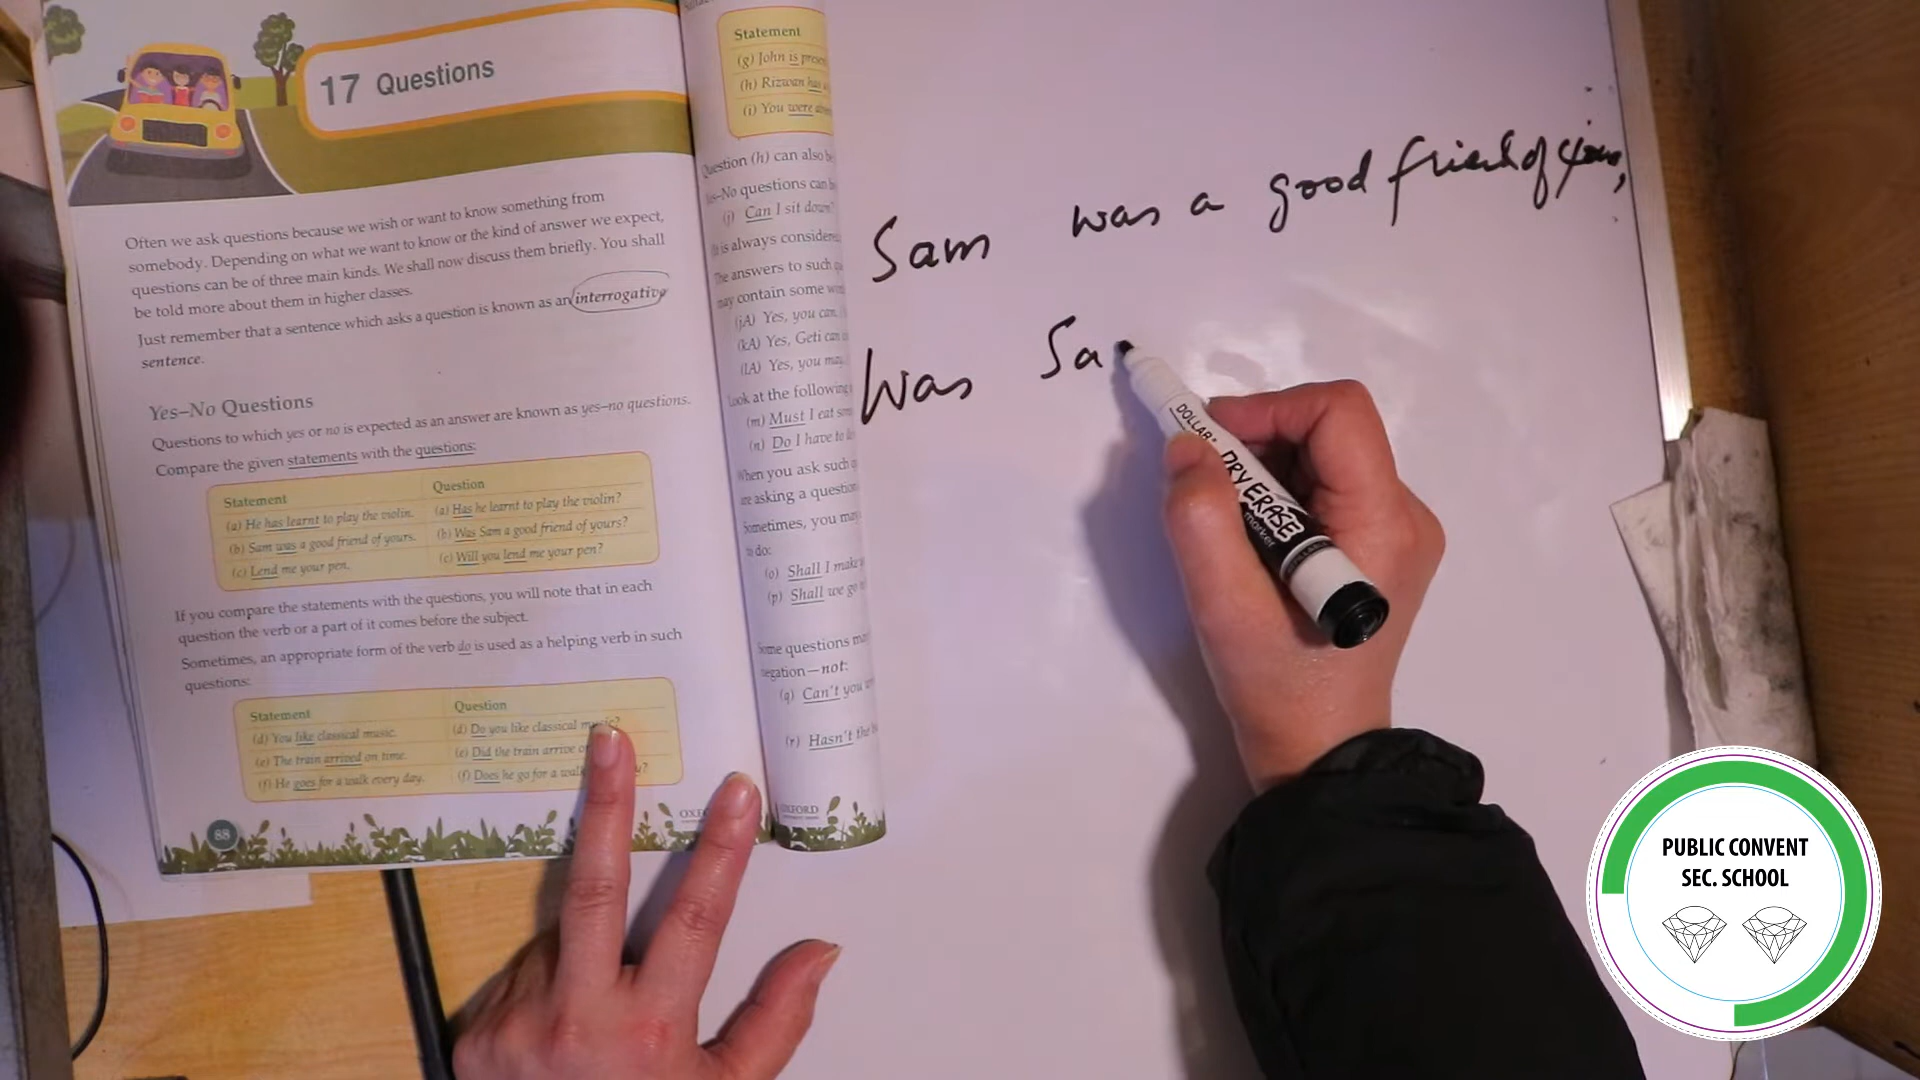 17 Questions
Often we ask questions because we wish or want to know something from
somebody. Depending on what we want to know or the kind of answer we expect,
questions can be of three main kinds. We shall now discuss them briefly. You shall
be told more about them in higher classes.
Just remember that a sentence which asks a question is known as an interrogative
sentence.
Yes–No Questions
Questions to which yes or no is expected as an answer are known as yes–no questions.
Compare the given statements with the questions:
Statement Question
(a) He has learnt to play the violin. (a) Has he learnt to play the violin?
(b) Sam was a good friend of yours. (b) Was Sam a good friend of yours?
(c) Lend me your pen. (c) Will you lend me your pen?
If you compare the statements with the questions, you will note that in each
question the verb or a part of it comes before the subject.
Sometimes, an appropriate form of the verb do is used as a helping verb in such
questions:
Statement Question
(d) You like classical music. (d) Do you like classical music?
(e) The train arrived on time. (e) Did the train arrive
(f) He goes for a walk every day. (f) Does he go for a walk
88
Statement
(g) John is
(h) Rizwan has
(i) You were
Question (h) can also
Yes–No questions can
(j) Can I sit down
It is always
The answers to such
may contain some
(jA) Yes, you can
(kA) Yes, Geti can
(lA) Yes, you may
Look at the following
(m) Must I eat
(n) Do I have to
When you ask such
are asking a question
Sometimes, you may
to do:
(o) Shall I make
(p) Shall we go
Some questions
negation—not:
(q) Can't you
(r) Hasn't the
OXFORD
Sam was a good friend of
Was Sa
DOLLAR DRY ERASE marker
PUBLIC CONVENT
SEC. SCHOOL